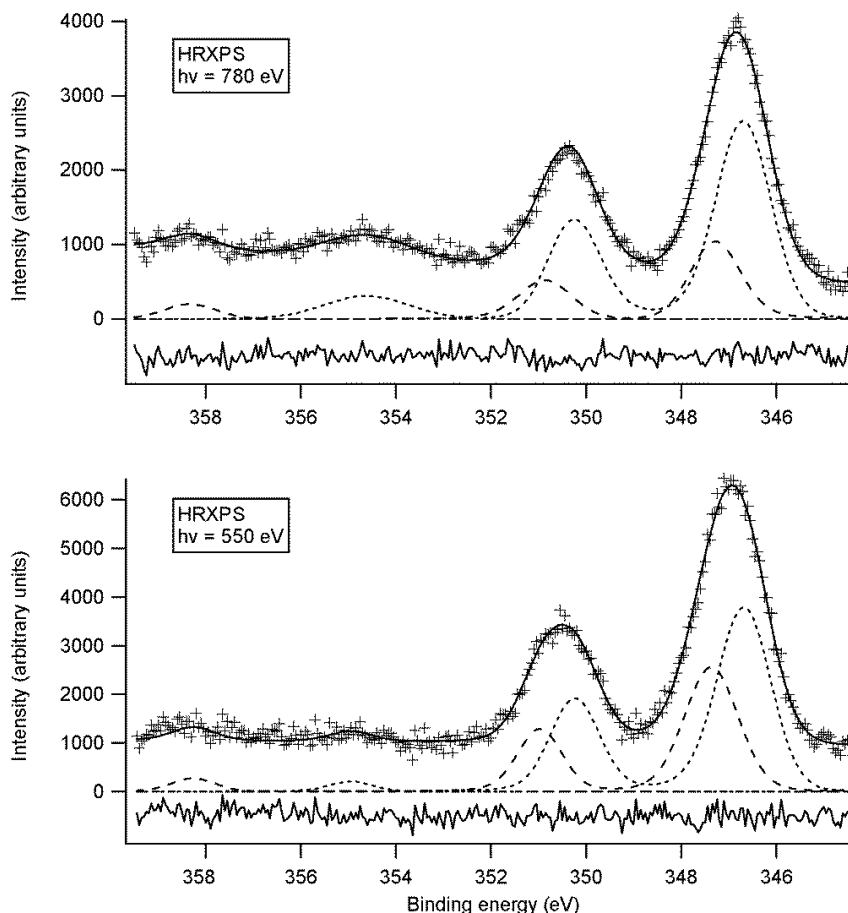 4000
3000
2000
1000
0
Intensity (arbitrary units)
HRXPS
hν = 780 eV
358 356 354 352 350 348 346
6000
5000
4000
3000
2000
1000
0
Intensity (arbitrary units)
HRXPS
hν = 550 eV
358 356 354 352 350 348 346
Binding energy (eV)